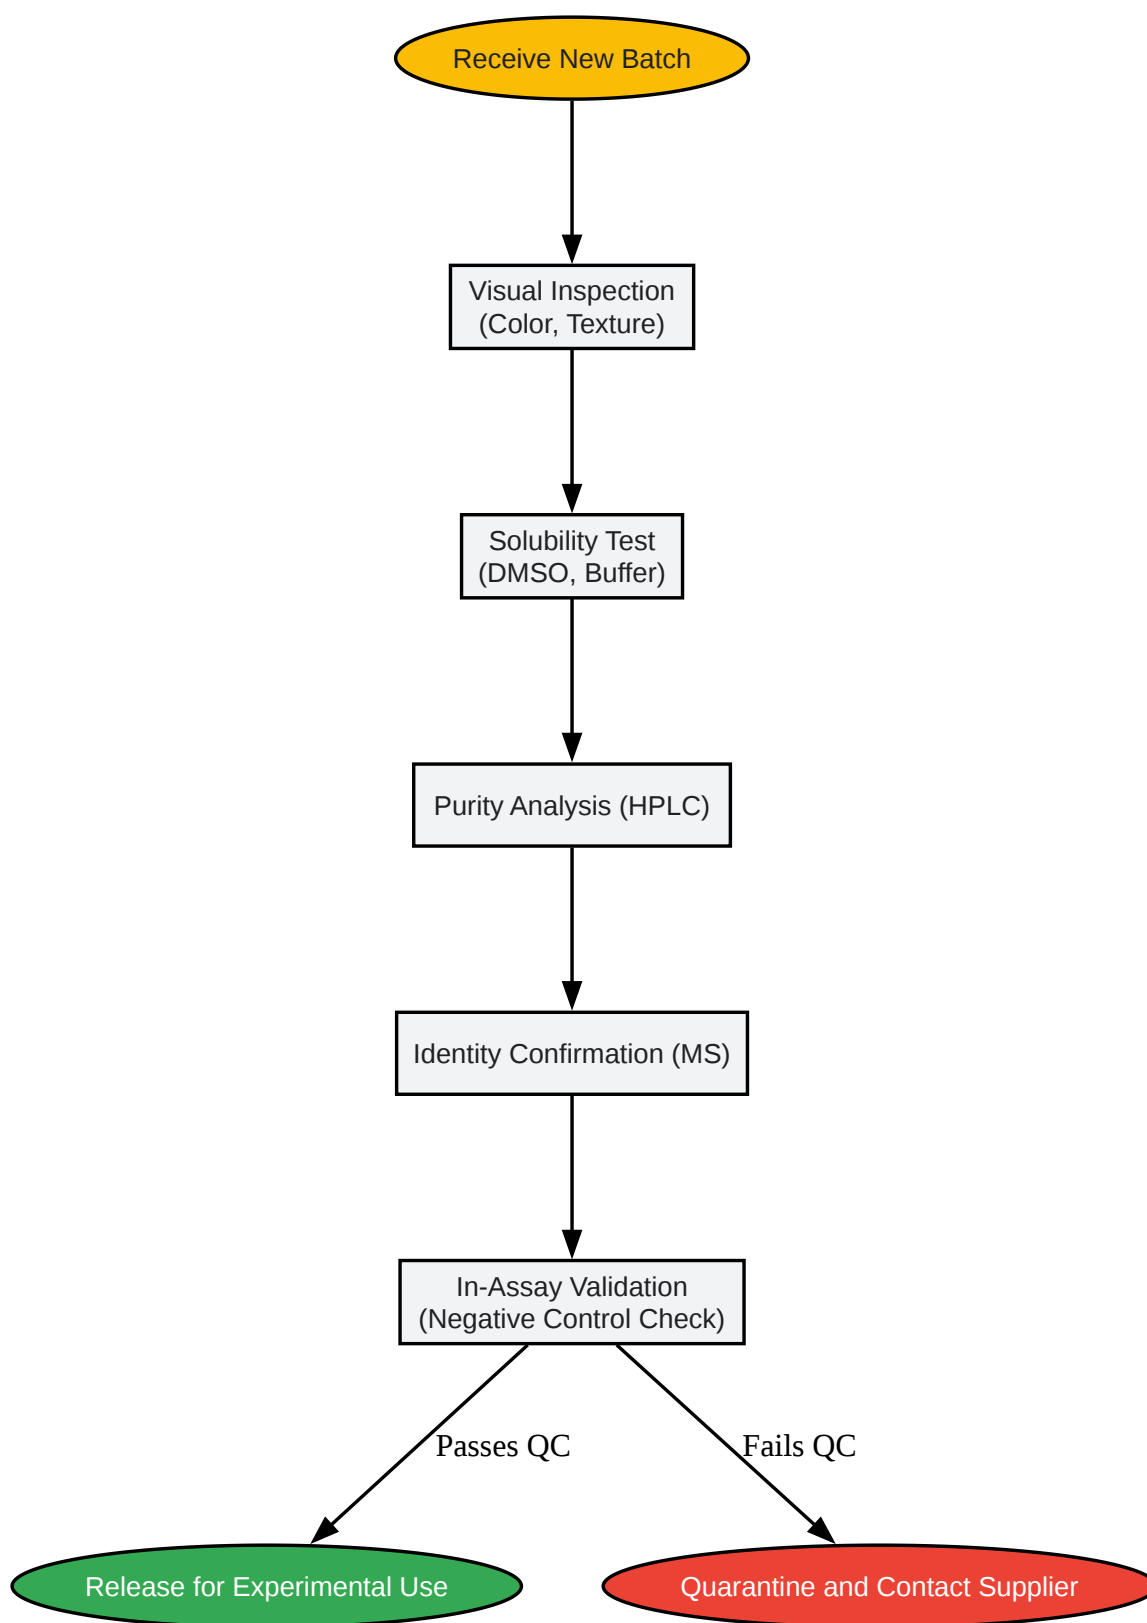 Receive New Batch
Visual Inspection
(Color, Texture)
Solubility Test
(DMSO, Buffer)
Purity Analysis (HPLC)
Identity Confirmation (MS)
In-Assay Validation
(Negative Control Check)
Passes QC
Fails QC
Release for Experimental Use
Quarantine and Contact Supplier